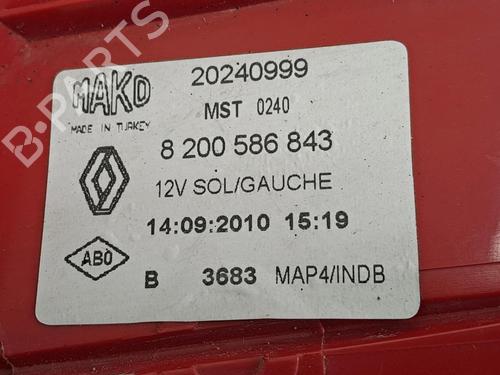 B-PARTS
MAKO 20240999
MADE IN TURKEY MST 0240
8 200 586 843
12V SOL/GAUCHE
14:09:2010 15:19
ABO
B 3683 MAP4/INDB